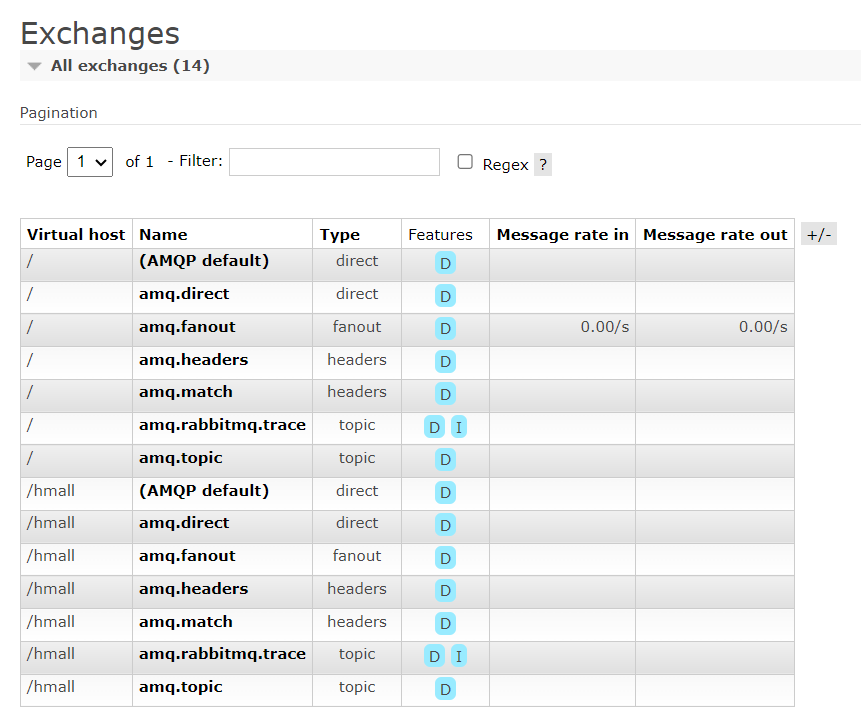 Exchanges
All exchanges (14)
Pagination
Page 1 of 1 - Filter: Regex ?
Virtual host Name Type Features Message rate in Message rate out +/-
/ (AMQP default) direct D
/ amq.direct direct D
/ amq.fanout fanout D 0.00/s 0.00/s
/ amq.headers headers D
/ amq.match headers D
/ amq.rabbitmq.trace topic D I
/ amq.topic topic D
/hmall (AMQP default) direct D
/hmall amq.direct direct D
/hmall amq.fanout fanout D
/hmall amq.headers headers D
/hmall amq.match headers D
/hmall amq.rabbitmq.trace topic D I
/hmall amq.topic topic D